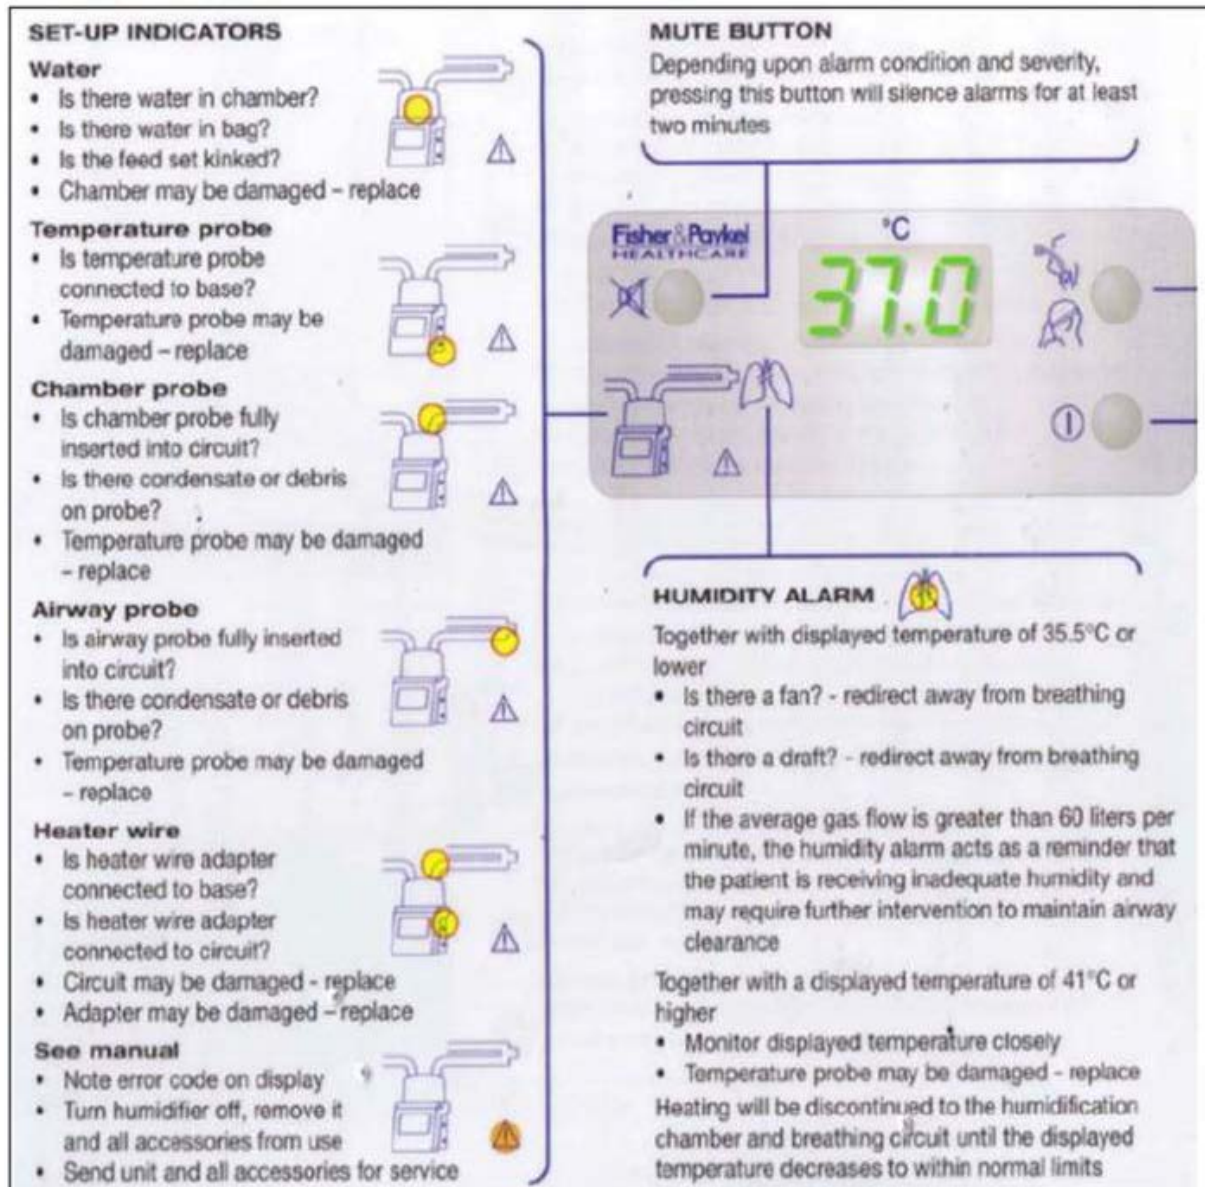 SET-UP INDICATORS
Water
• Is there water in chamber?
• Is there water in bag?
• Is the feed set kinked?
• Chamber may be damaged – replace
Temperature probe
• Is temperature probe
connected to base?
• Temperature probe may be
damaged – replace
Chamber probe
• Is chamber probe fully
inserted into circuit?
• Is there condensate or debris
on probe?
• Temperature probe may be damaged
– replace
Airway probe
• Is airway probe fully inserted
into circuit?
• Is there condensate or debris
on probe?
• Temperature probe may be damaged
– replace
Heater wire
• Is heater wire adapter
connected to base?
• Is heater wire adapter
connected to circuit?
• Circuit may be damaged - replace
• Adapter may be damaged – replace
See manual
• Note error code on display
• Turn humidifier off, remove it
and all accessories from use
• Send unit and all accessories for service
MUTE BUTTON
Depending upon alarm condition and severity,
pressing this button will silence alarms for at least
two minutes
Fisher & Paykel
HEALTHCARE
°C
37.0
HUMIDITY ALARM
Together with displayed temperature of 35.5°C or
lower
• Is there a fan? - redirect away from breathing
circuit
• Is there a draft? - redirect away from breathing
circuit
• If the average gas flow is greater than 60 liters per
minute, the humidity alarm acts as a reminder that
the patient is receiving inadequate humidity and
may require further intervention to maintain airway
clearance
Together with a displayed temperature of 41°C or
higher
• Monitor displayed temperature closely
• Temperature probe may be damaged - replace
Heating will be discontinued to the humidification
chamber and breathing circuit until the displayed
temperature decreases to within normal limits